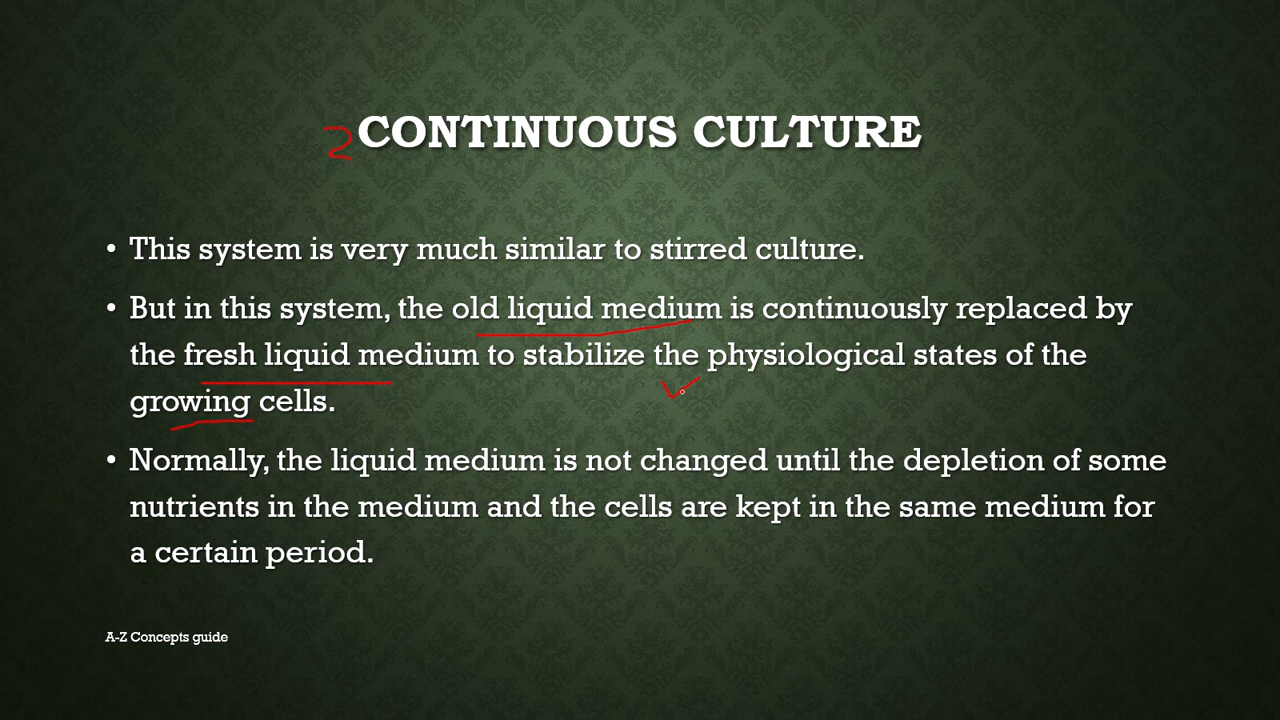 2 CONTINUOUS CULTURE
• This system is very much similar to stirred culture.
• But in this system, the old liquid medium is continuously replaced by
the fresh liquid medium to stabilize the physiological states of the
growing cells.
• Normally, the liquid medium is not changed until the depletion of some
nutrients in the medium and the cells are kept in the same medium for
a certain period.
A-Z Concepts guide